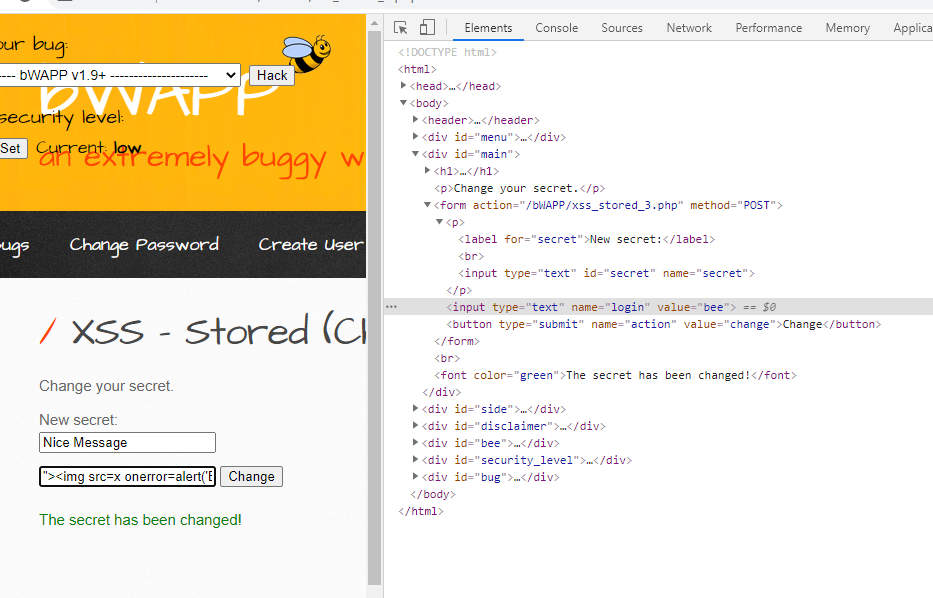 our bug:
---- bWAPP v1.9+ --------------------- Hack
bWAPP
security level:
Set Current: low
an extremely buggy w
ugs Change Password Create User
/ XSS - Stored (Ch
Change your secret.
New secret:
Nice Message
"><img src=x onerror=alert('B Change
The secret has been changed!
Elements Console Sources Network Performance Memory Applica
<!DOCTYPE html>
<html>
<head>…</head>
<body>
<header>…</header>
<div id="menu">…</div>
<div id="main">
<h1>…</h1>
<p>Change your secret.</p>
<form action="/bWAPP/xss_stored_3.php" method="POST">
<p>
<label for="secret">New secret:</label>
<br>
<input type="text" id="secret" name="secret">
</p>
<input type="text" name="login" value="bee"> == $0
<button type="submit" name="action" value="change">Change</button>
</form>
<br>
<font color="green">The secret has been changed!</font>
</div>
<div id="side">…</div>
<div id="disclaimer">…</div>
<div id="bee">…</div>
<div id="security_level">…</div>
<div id="bug">…</div>
</body>
</html>